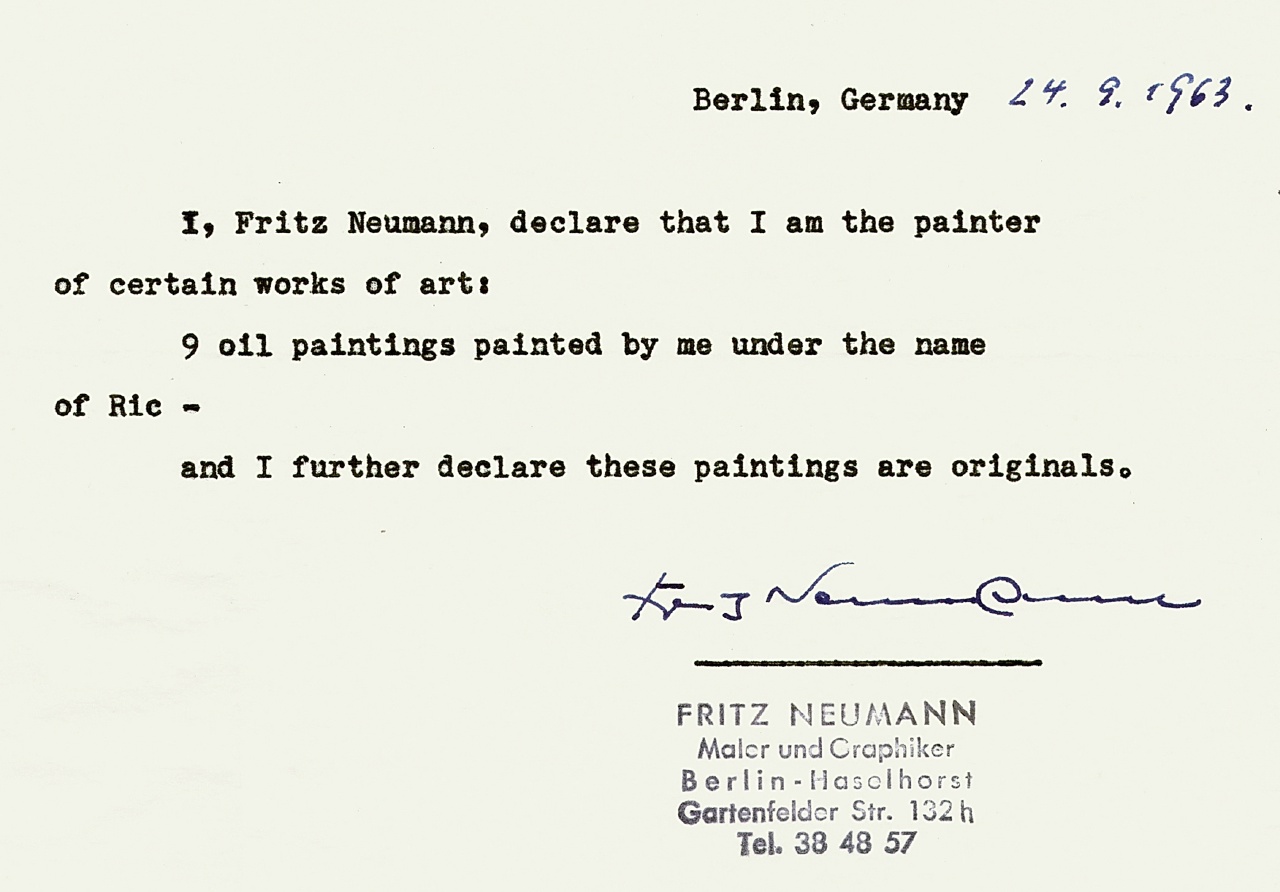 Berlin, Germany 24. 9. 1963.
I, Fritz Neumann, declare that I am the painter
of certain works of art:
9 oil paintings painted by me under the name
of Ric -
and I further declare these paintings are originals.
Fritz Neumann
FRITZ NEUMANN
Maler und Graphiker
Berlin-Haselhorst
Gartenfelder Str. 132 h
Tel. 38 48 57